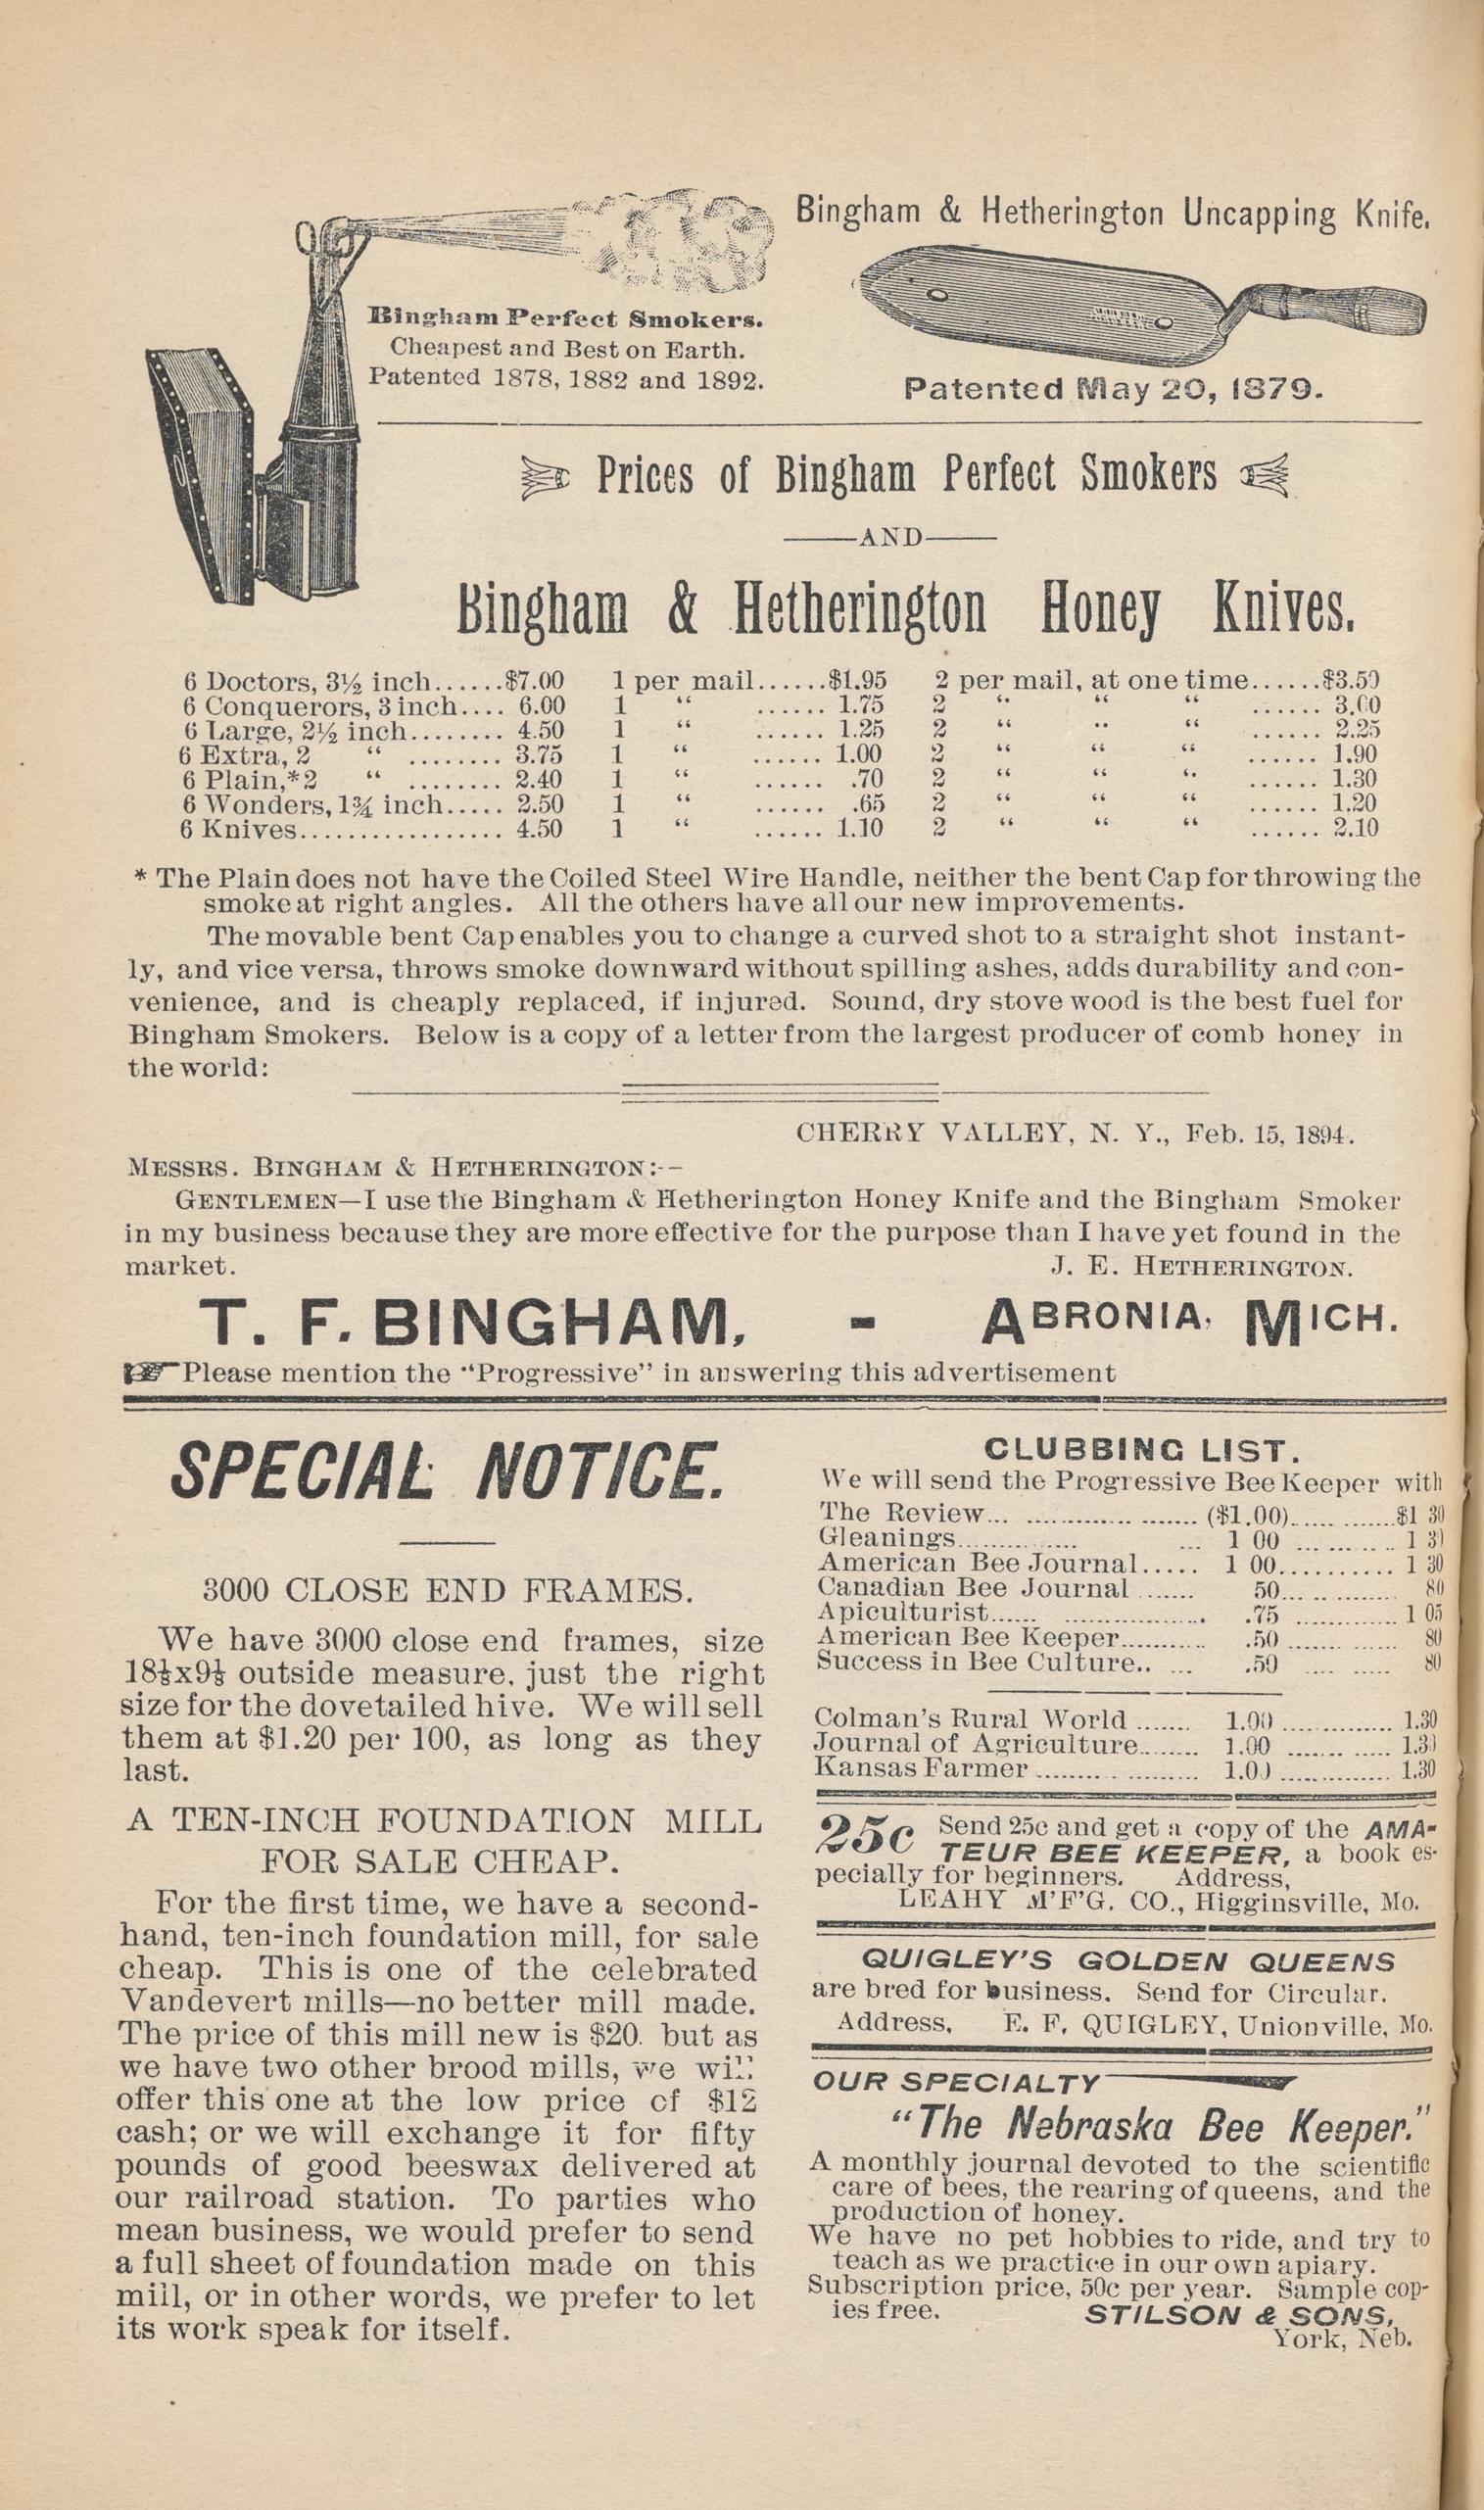 Bingham & Hetherington Uncapping Knife.
Bingham Perfect Smokers.
Cheapest and Best on Earth.
Patented 1878, 1882 and 1892.
Patented May 20, 1879.
Prices of Bingham Perfect Smokers
——AND——
Bingham & Hetherington Honey Knives.
6 Doctors, 3½ inch.......$7.00 1 per mail.......$1.95 2 per mail, at one time.......$3.50
6 Conquerors, 3 inch.... 6.00 1 “ ...... 1.75 2 “ “ “ ...... 3.00
6 Large, 2½ inch........ 4.50 1 “ ...... 1.25 2 “ “ “ ...... 2.25
6 Extra, 2 “ ........ 3.75 1 “ ...... 1.00 2 “ “ “ ...... 1.90
6 Plain,*2 “ ........ 2.40 1 “ ...... .70 2 “ “ “ ...... 1.30
6 Wonders, 1¾ inch..... 2.50 1 “ ...... .65 2 “ “ “ ...... 1.20
6 Knives................. 4.50 1 “ ...... 1.10 2 “ “ “ ...... 2.10
* The Plain does not have the Coiled Steel Wire Handle, neither the bent Cap for throwing the
smoke at right angles. All the others have all our new improvements.
The movable bent Cap enables you to change a curved shot to a straight shot instant-
ly, and vice versa, throws smoke downward without spilling ashes, adds durability and con-
venience, and is cheaply replaced, if injured. Sound, dry stove wood is the best fuel for
Bingham Smokers. Below is a copy of a letter from the largest producer of comb honey in
the world:
CHERRY VALLEY, N. Y., Feb. 15, 1894.
MESSRS. BINGHAM & HETHERINGTON:--
GENTLEMEN—I use the Bingham & Hetherington Honey Knife and the Bingham Smoker
in my business because they are more effective for the purpose than I have yet found in the
market. J. E. HETHERINGTON.
T. F. BINGHAM, - ABRONIA, MICH.
☞Please mention the “Progressive” in answering this advertisement
SPECIAL NOTICE.
3000 CLOSE END FRAMES.
We have 3000 close end frames, size
18½x9½ outside measure, just the right
size for the dovetailed hive. We will sell
them at $1.20 per 100, as long as they
last.
A TEN-INCH FOUNDATION MILL
FOR SALE CHEAP.
For the first time, we have a second-
hand, ten-inch foundation mill, for sale
cheap. This is one of the celebrated
Vandevert mills—no better mill made.
The price of this mill new is $20. but as
we have two other brood mills, we will
offer this one at the low price of $12
cash; or we will exchange it for fifty
pounds of good beeswax delivered at
our railroad station. To parties who
mean business, we would prefer to send
a full sheet of foundation made on this
mill, or in other words, we prefer to let
its work speak for itself.
CLUBBING LIST.
We will send the Progressive Bee Keeper with
The Review... ..................... ($1.00)..............$1 30
Gleanings............... ... 1 00 ............ 1 30
American Bee Journal..... 1 00.......... 1 30
Canadian Bee Journal ....... 50............ 80
Apiculturist...... .................. .75 ............ 1 05
American Bee Keeper........... .50 ............. 80
Success in Bee Culture.. ... .50 .... ..... 80
Colman's Rural World ....... 1.00 .............. 1.30
Journal of Agriculture........ 1.00 ............ 1.30
Kansas Farmer .................... 1.00 ............... 1.30
25c Send 25c and get a copy of the AMA-
TEUR BEE KEEPER, a book es-
pecially for beginners. Address,
LEAHY M'F'G. CO., Higginsville, Mo.
QUIGLEY'S GOLDEN QUEENS
are bred for business. Send for Circular.
Address, E. F. QUIGLEY, Unionville, Mo.
OUR SPECIALTY
“The Nebraska Bee Keeper.”
A monthly journal devoted to the scientific
care of bees, the rearing of queens, and the
production of honey.
We have no pet hobbies to ride, and try to
teach as we practice in our own apiary.
Subscription price, 50c per year. Sample cop-
ies free. STILSON & SONS,
York, Neb.